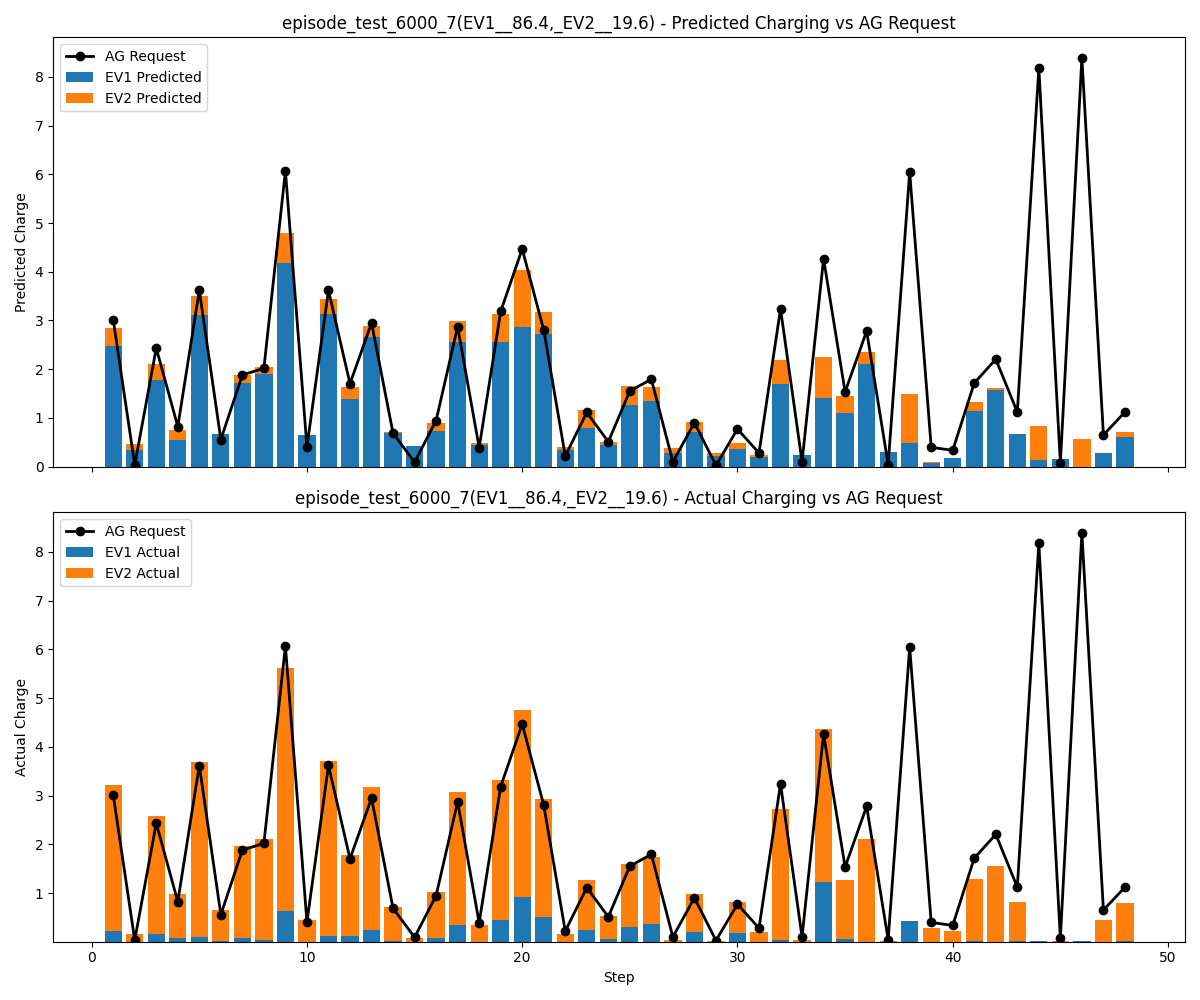 episode_test_6000_7(EV1__86.4,_EV2__19.6) - Predicted Charging vs AG Request
AG Request
EV1 Predicted
EV2 Predicted
Predicted Charge
8
7
6
5
4
3
2
1
0
episode_test_6000_7(EV1__86.4,_EV2__19.6) - Actual Charging vs AG Request
AG Request
EV1 Actual
EV2 Actual
Actual Charge
8
7
6
5
4
3
2
1
0 10 20 30 40 50
Step